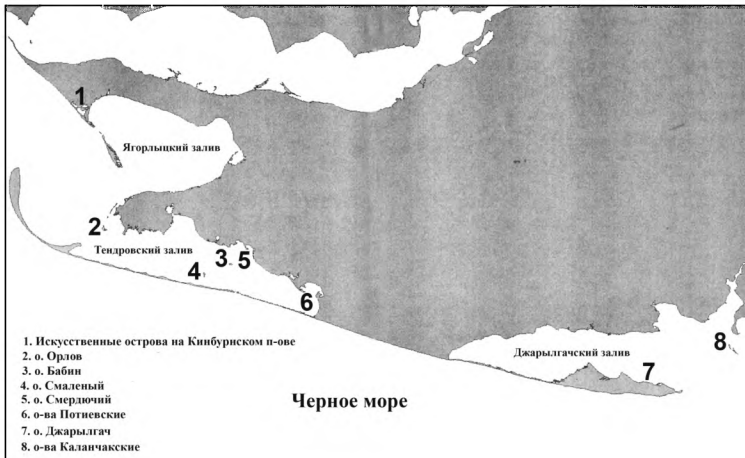 1
Ягорлыцкий залив
2
Тендровский залив
3
5
4
6
8
Джарылгачский залив
7
Черное море
1. Искусственные острова на Кинбуриском п-ове
2. о. Орлов
3. о. Бабин
4. о. Смаленый
5. о. Смердючий
6. о-ва Потиевские
7. о. Джарылгач
8. о-ва Каланчакские